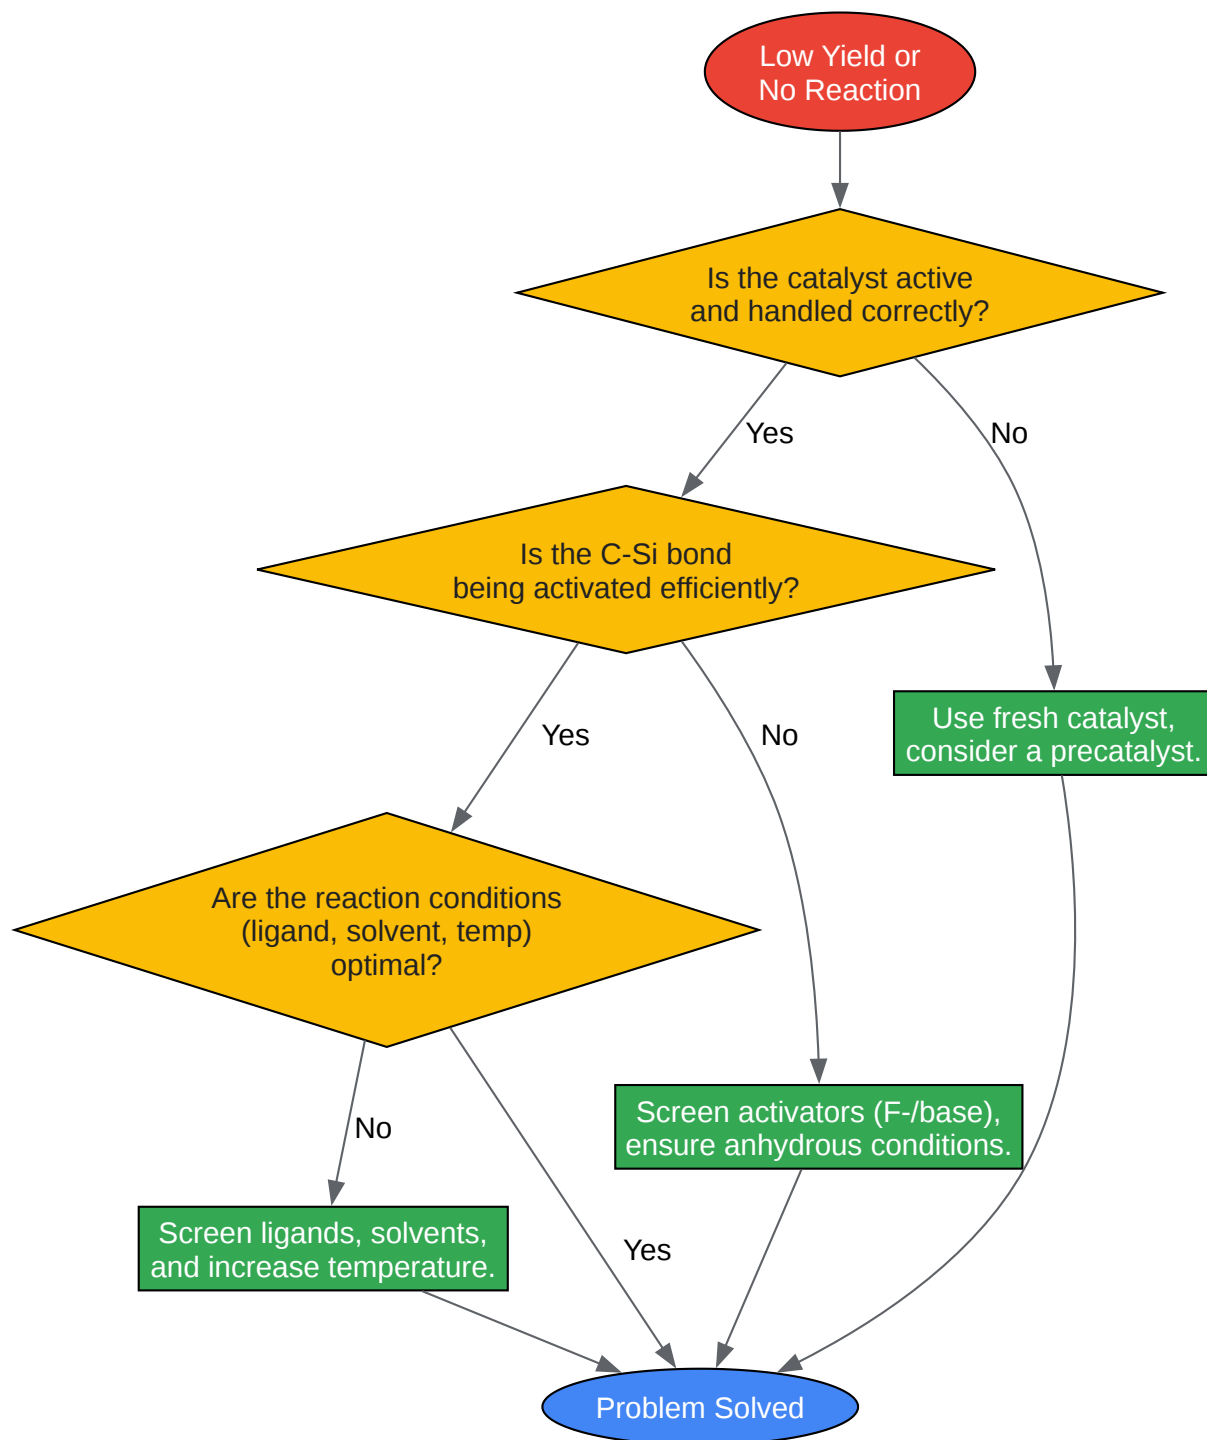 Low Yield or
No Reaction
Is the catalyst active
and handled correctly?
Yes
No
Is the C-Si bond
being activated efficiently?
Yes
No
Use fresh catalyst,
consider a precatalyst.
Are the reaction conditions
(ligand, solvent, temp)
optimal?
No
Yes
Screen activators (F-/base),
ensure anhydrous conditions.
Screen ligands, solvents,
and increase temperature.
Problem Solved